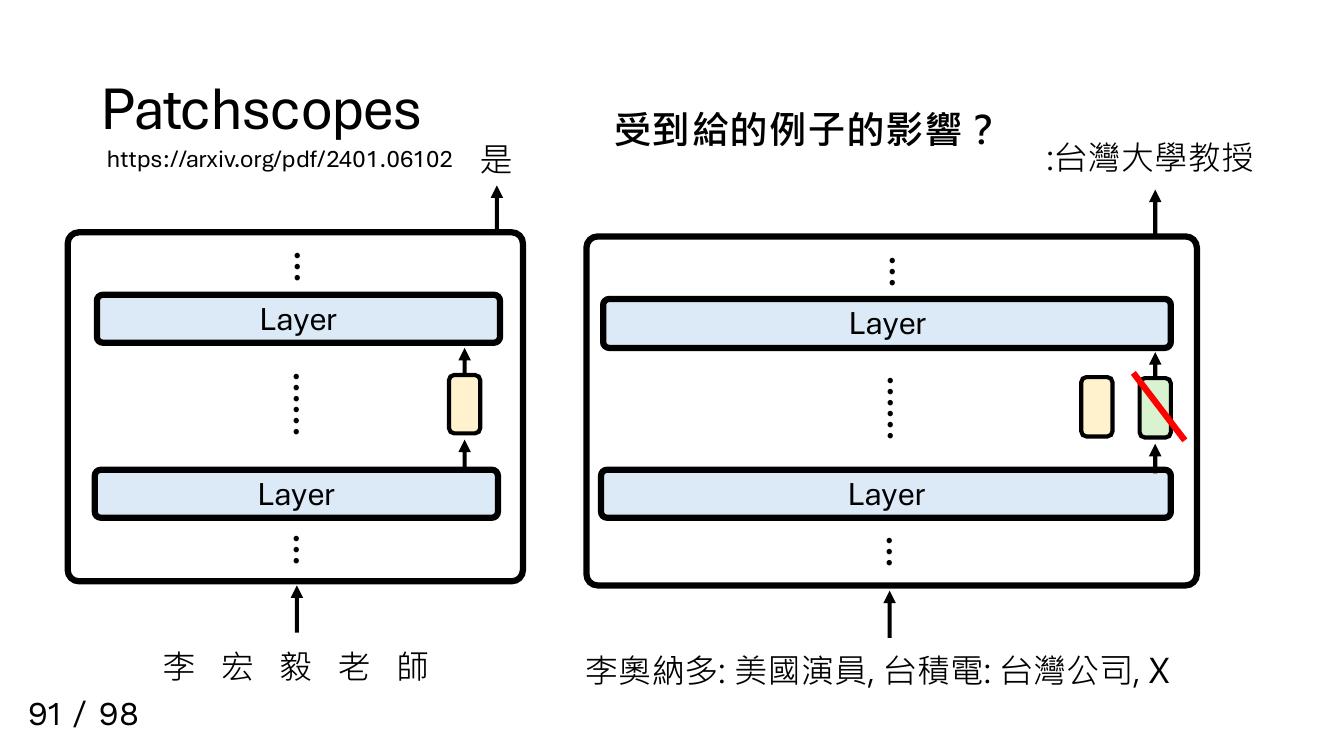 Patchscopes
https://arxiv.org/pdf/2401.06102
是
受到給的例子的影響？
:台灣大學教授
Layer
Layer
李 宏 毅 老 師
Layer
Layer
李奧納多: 美國演員, 台積電: 台灣公司, X
91 / 98